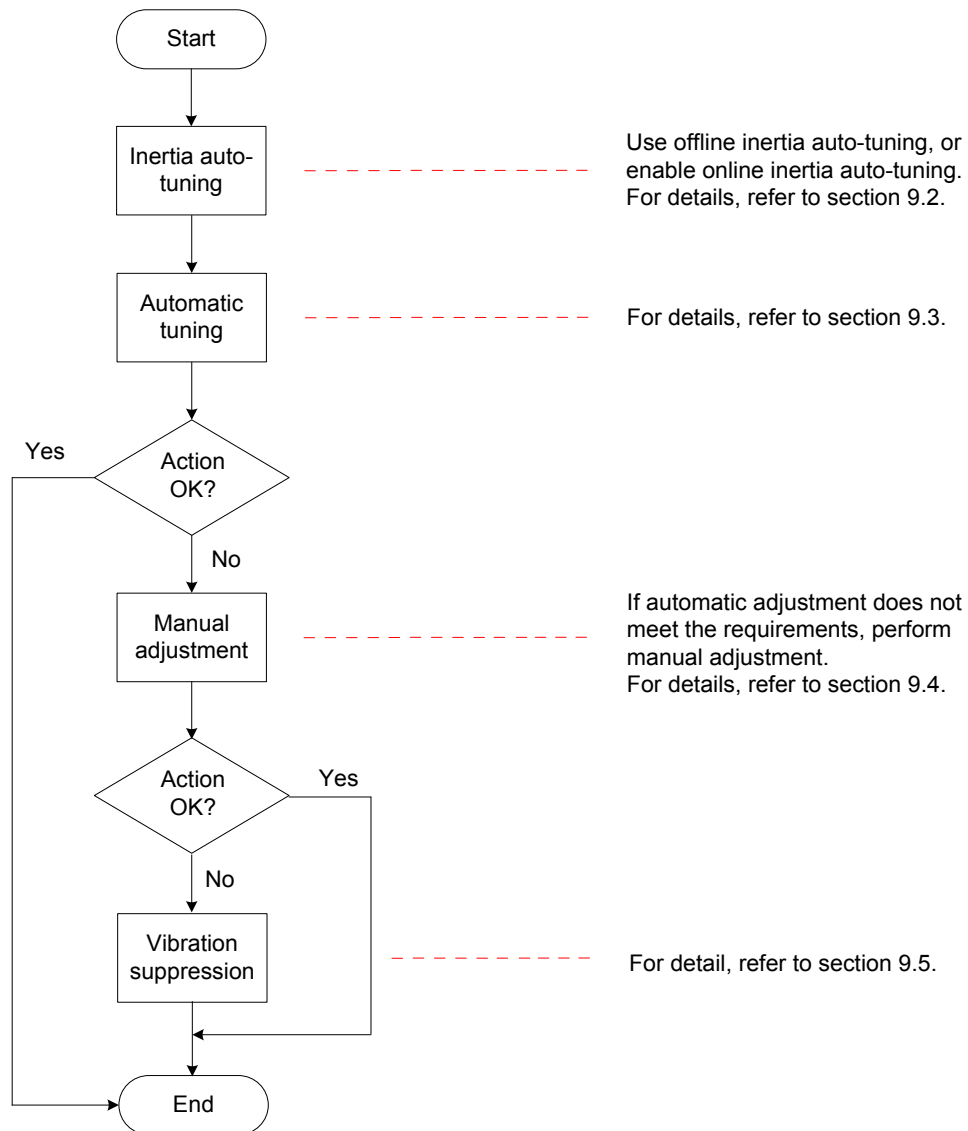 Start
Inertia auto-
tuning
Use offline inertia auto-tuning, or
enable online inertia auto-tuning.
For details, refer to section 9.2.
Automatic
tuning
For details, refer to section 9.3.
Yes
Action
OK?
No
Manual
adjustment
If automatic adjustment does not
meet the requirements, perform
manual adjustment.
For details, refer to section 9.4.
Action
OK?
Yes
No
Vibration
suppression
For detail, refer to section 9.5.
End